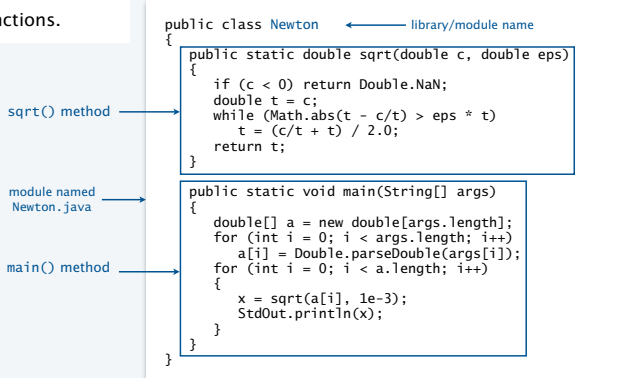 ctions.
public class Newton
library/module name
{
public static double sqrt(double c, double eps)
{
if (c < 0) return Double.NaN;
double t = c;
sqrt() method
while (Math.abs(t - c/t) > eps * t)
t = (c/t + t) / 2.0;
return t;
}
module named
Newton.java
public static void main(String[] args)
{
double[] a = new double[args.length];
for (int i = 0; i < args.length; i++)
a[i] = Double.parseDouble(args[i]);
main() method
for (int i = 0; i < a.length; i++)
{
x = sqrt(a[i], 1e-3);
StdOut.println(x);
}
}
}